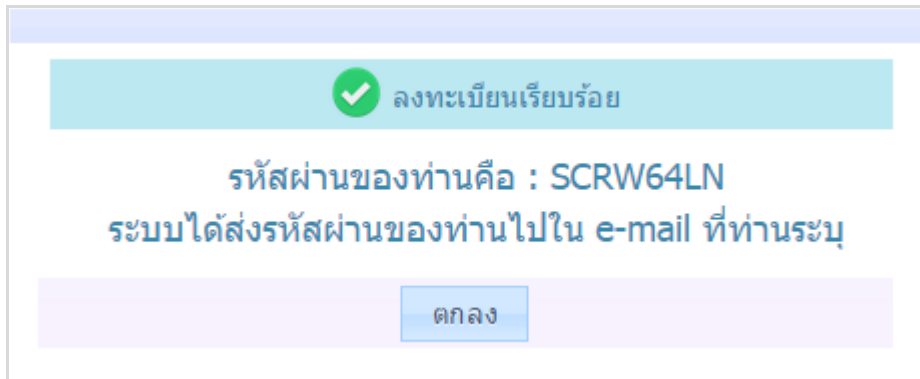 ลงทะเบียนเรียบร้อย
รหัสผ่านของท่านคือ : SCRW64LN
ระบบได้ส่งรหัสผ่านของท่านไปใน e-mail ที่ท่านระบุ
ตกลง